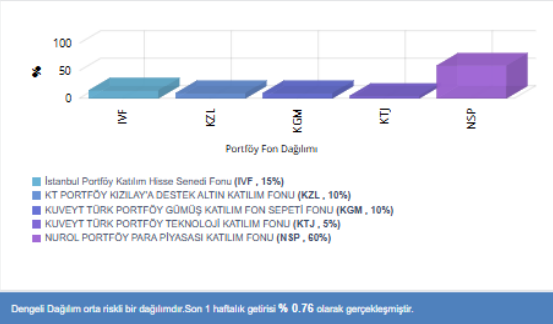 100
50
0
%
IVF
KZL
KGM
KTJ
NSP
Portföy Fon Dağılımı
İstanbul Portföy Katılım Hisse Senedi Fonu (IVF , 15%)
KT PORTFÖY KIZILAY'A DESTEK ALTIN KATILIM FONU (KZL , 10%)
KUVEYT TÜRK PORTFÖY GÜMÜŞ KATILIM FON SEPETİ FONU (KGM , 10%)
KUVEYT TÜRK PORTFÖY TEKNOLOJİ KATILIM FONU (KTJ , 5%)
NUROL PORTFÖY PARA PİYASASI KATILIM FONU (NSP , 60%)
Dengeli Dağılım orta riskli bir dağılımdır.Son 1 haftalık getirisi % 0.76 olarak gerçekleşmiştir.